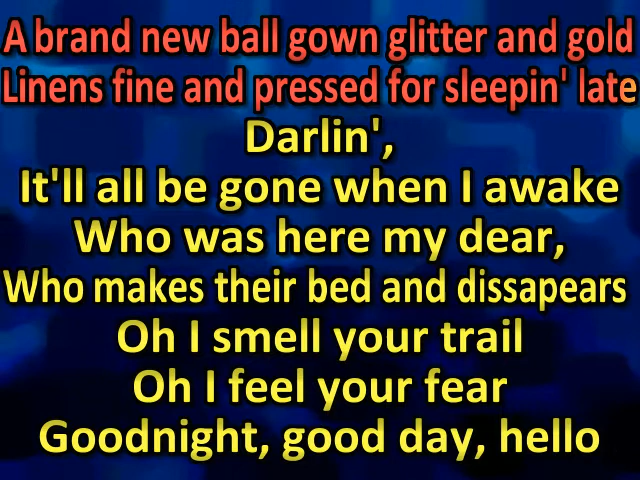 A brand new ball gown glitter and gold
Linens fine and pressed for sleepin' late
Darlin',
It'll all be gone when I awake
Who was here my dear,
Who makes their bed and dissapears
Oh I smell your trail
Oh I feel your fear
Goodnight, good day, hello